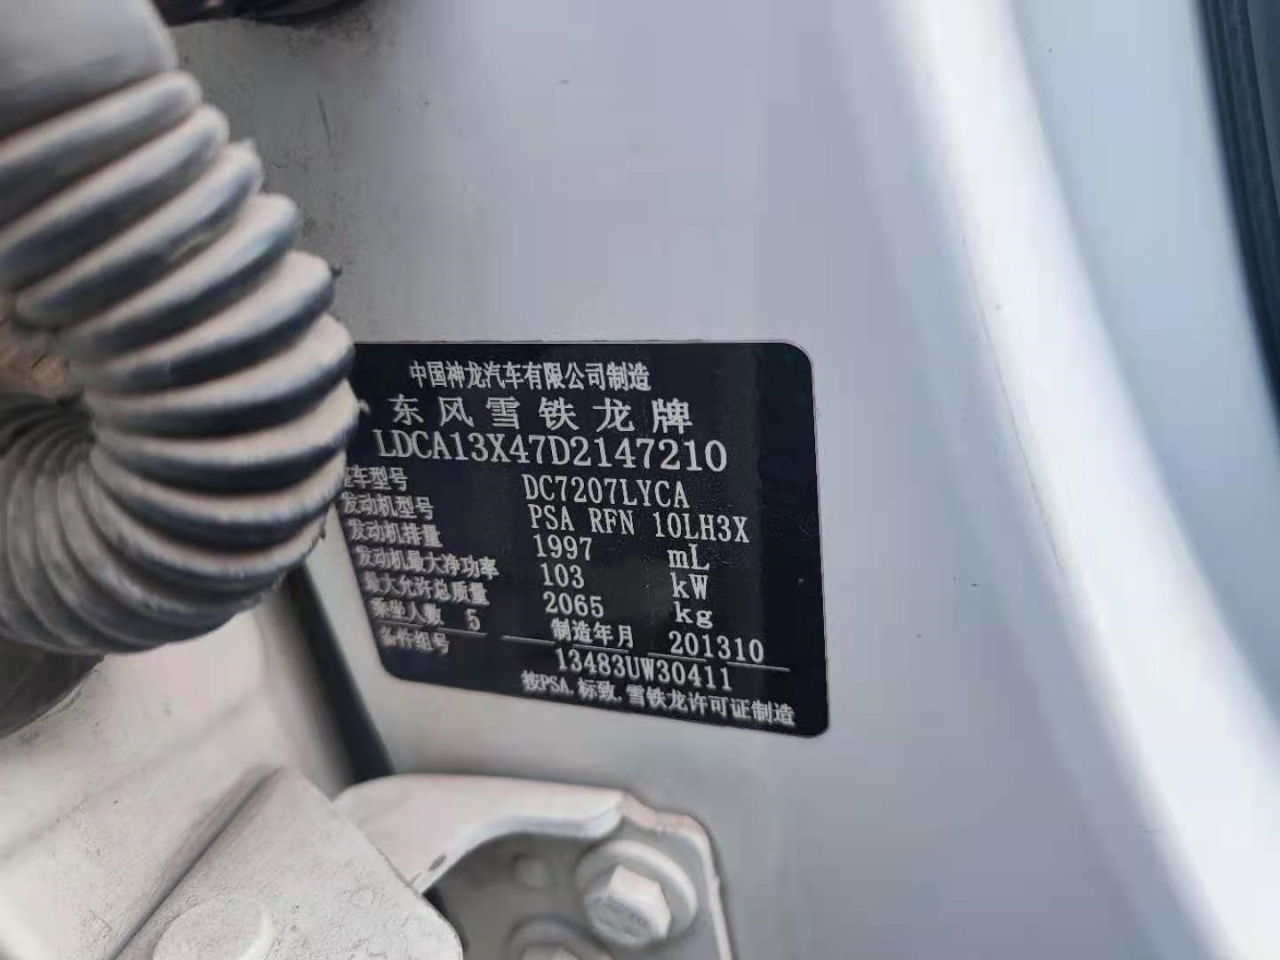 中国神龙汽车有限公司制造
东风雪铁龙牌
LDCA13X47D2147210
整车型号 DC7207LYCA
发动机型号 PSA RFN 10LH3X
发动机排量 1997 mL
发动机最大净功率 103 kW
最大允许总质量 2065 kg
乘坐人数 5 制造年月 201310
备件组号 13483UW30411
按PSA.标致.雪铁龙许可证制造